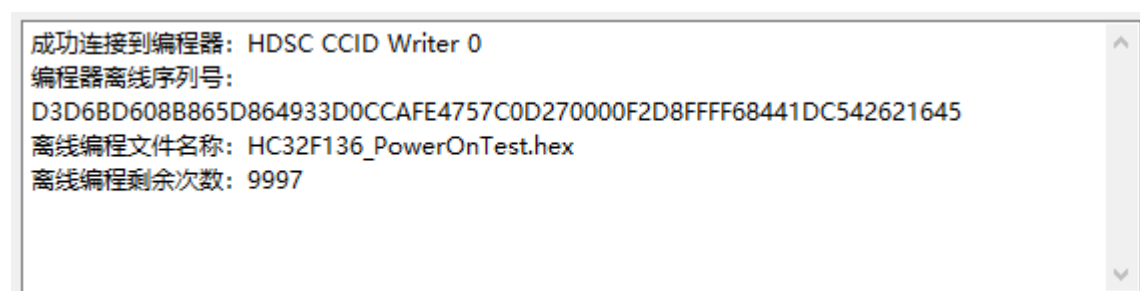 成功连接到编程器：HDSC CCID Writer 0
编程器离线序列号：
D3D6BD608B865D864933D0CCAFE4757C0D270000F2D8FFFF68441DC542621645
离线编程文件名称：HC32F136_PowerOnTest.hex
离线编程剩余次数：9997